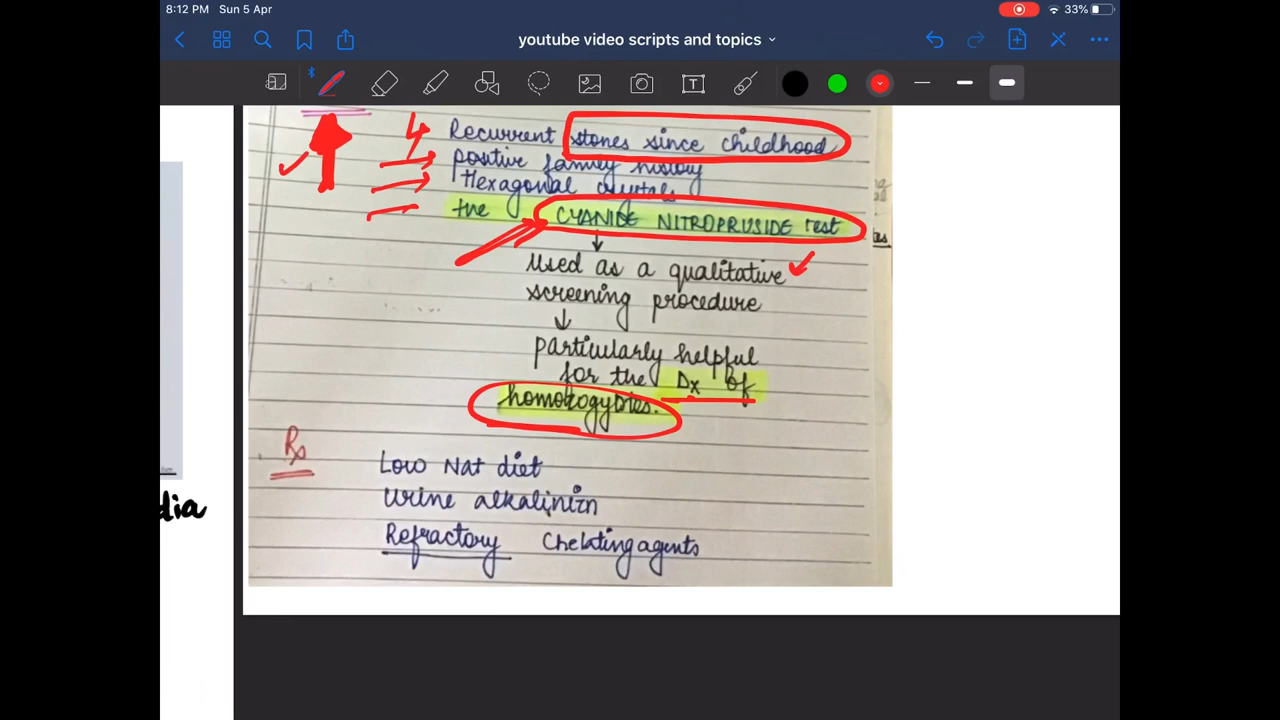 8:12 PM Sun 5 Apr
33%
youtube video scripts and topics
T
4 Recurrent stones since childhood
positive family history
Hexagonal crystals
the CYANIDE NITROPRUSIDE test
Used as a qualitative
screening procedure
particularly helpful
for the Dx of
homozogytes.
Rx
Low Nat diet
Urine alkalinizn
Refractory Chelating agents
dia